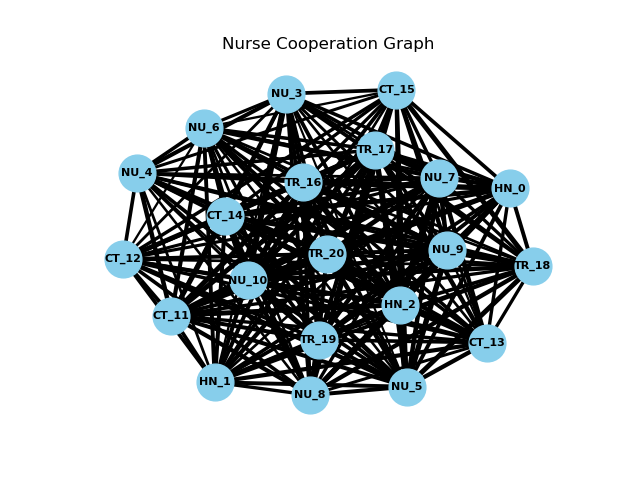 Nurse Cooperation Graph
CT_15
NU_3
NU_6
TR_17
NU_4
NU_7
TR_16
HN_0
CT_14
NU_9
TR_20
CT_12
TR_18
NU_10
HN_2
CT_11
TR_19
CT_13
HN_1
NU_5
NU_8